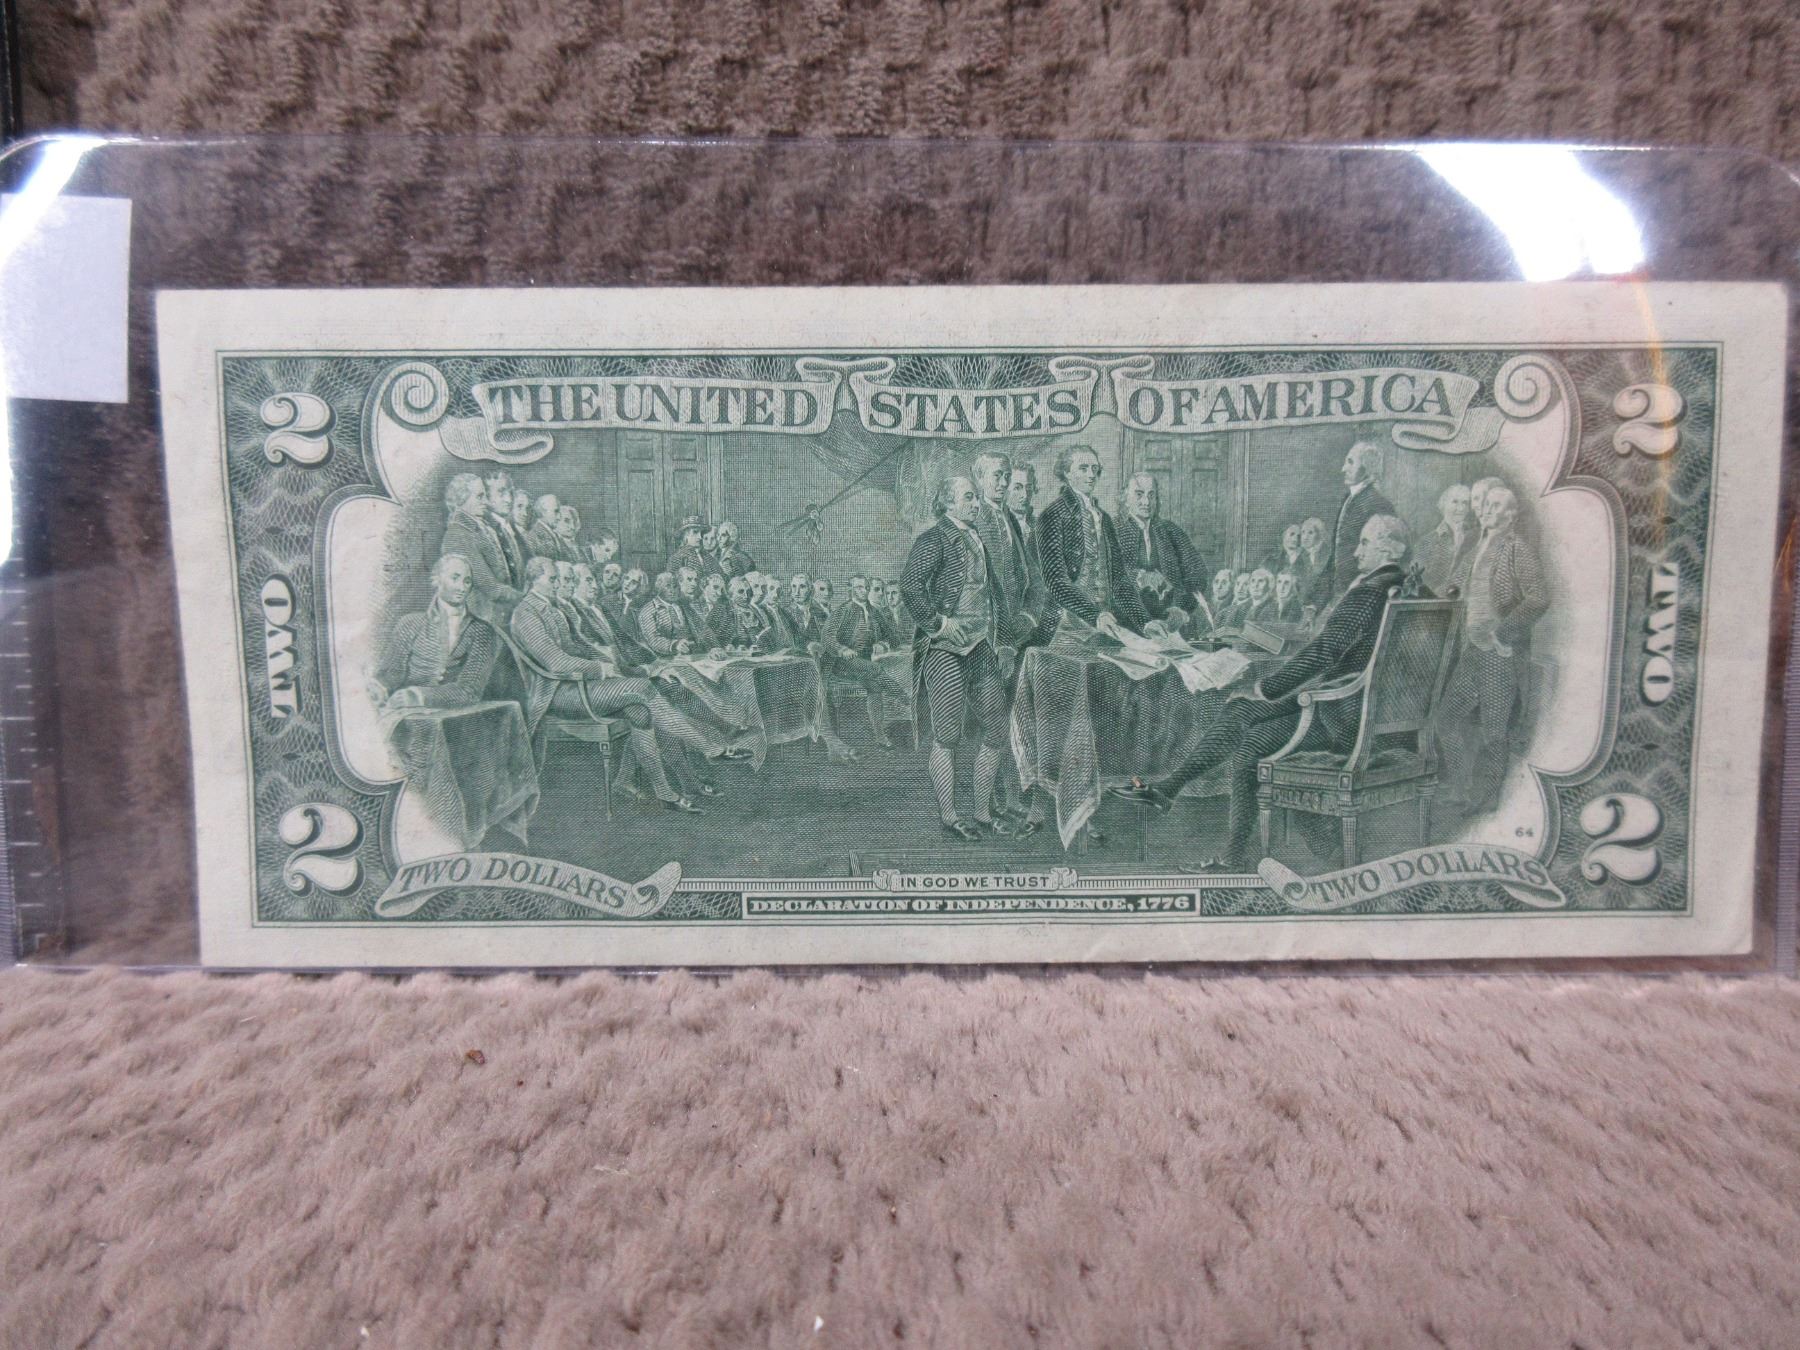 THE UNITED STATES OF AMERICA
2 2
TWO TWO
64
2 2
TWO DOLLARS TWO DOLLARS
IN GOD WE TRUST
DECLARATION OF INDEPENDENCE, 1776